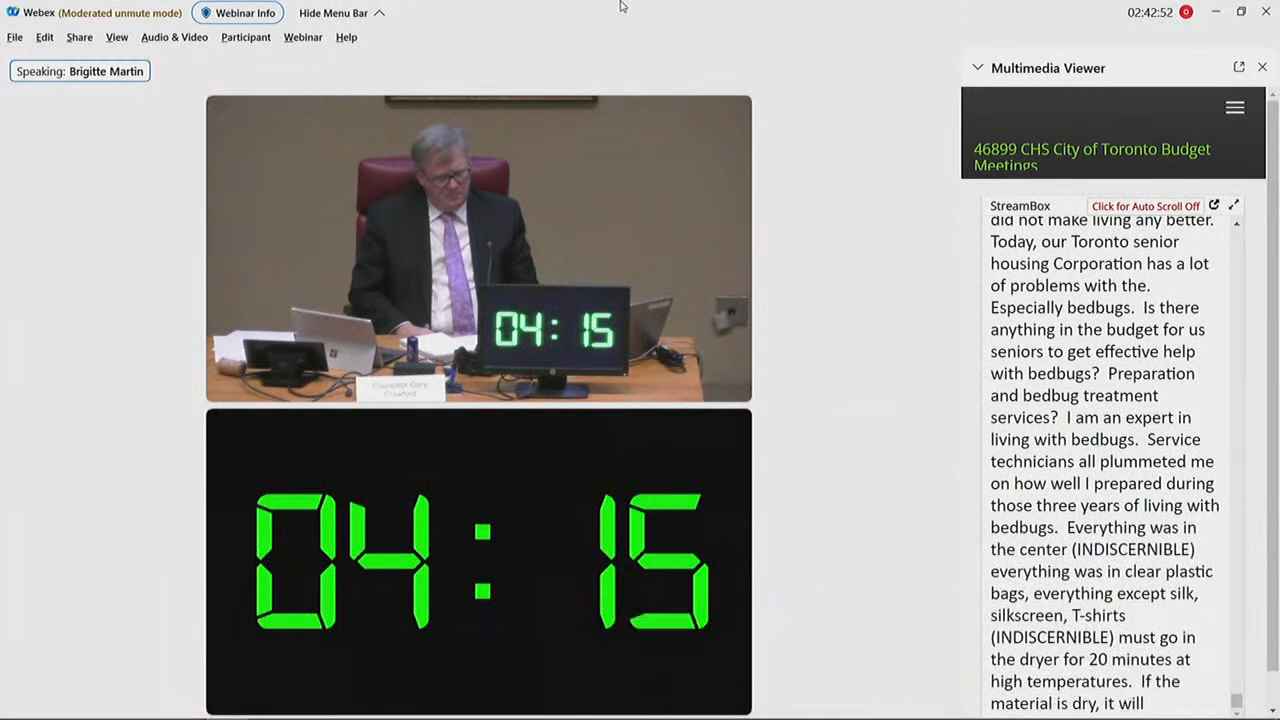 Webex (Moderated unmute mode) Webinar Info Hide Menu Bar 02:42:52
File Edit Share View Audio & Video Participant Webinar Help
Speaking: Brigitte Martin
04: 15
Councillor Gary
Crawford
04: 15
Multimedia Viewer
46899 CHS City of Toronto Budget
Meetings
StreamBox Click for Auto Scroll Off
did not make living any better.
Today, our Toronto senior
housing Corporation has a lot
of problems with the.
Especially bedbugs. Is there
anything in the budget for us
seniors to get effective help
with bedbugs? Preparation
and bedbug treatment
services? I am an expert in
living with bedbugs. Service
technicians all plummeted me
on how well I prepared during
those three years of living with
bedbugs. Everything was in
the center (INDISCERNIBLE)
everything was in clear plastic
bags, everything except silk,
silkscreen, T-shirts
(INDISCERNIBLE) must go in
the dryer for 20 minutes at
high temperatures. If the
material is dry, it will